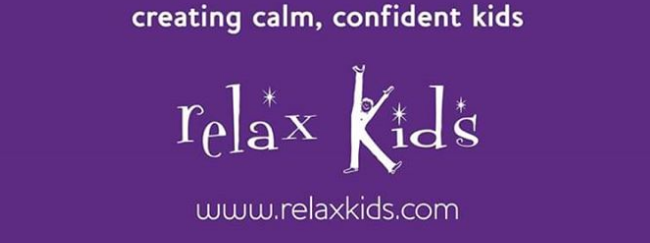 creating calm, confident kids
relax Kids
www.relaxkids.com